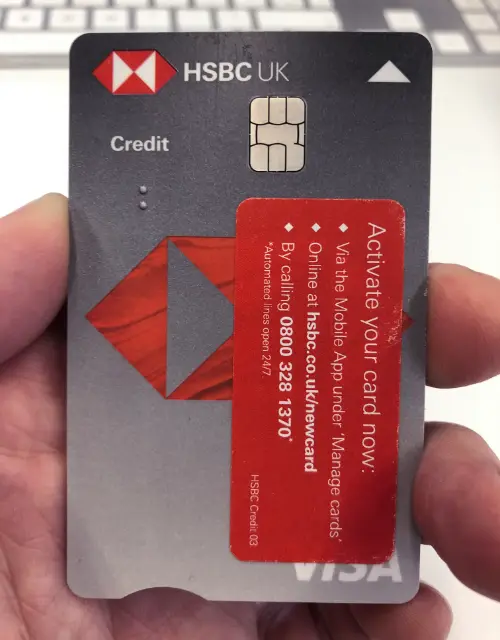 HSBC UK
Credit
Activate your card now:
◆ Via the Mobile App under ‘Manage cards’
◆ Online at hsbc.co.uk/newcard
◆ By calling 0800 328 1370*
*Automated lines open 24/7.
HSBC Credit 03
VISA